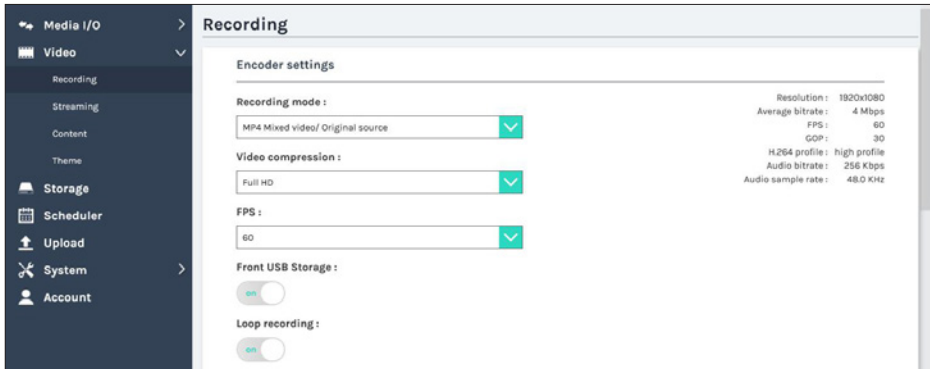 Media I/O
Video
Recording
Streaming
Content
Theme
Storage
Scheduler
Upload
System
Account
Recording
Encoder settings
Recording mode :
MP4 Mixed video/ Original source
Video compression :
Full HD
FPS :
60
Front USB Storage :
on
Loop recording :
on
Resolution : 1920x1080
Average bitrate : 4 Mbps
FPS : 60
GOP : 30
H.264 profile : high profile
Audio bitrate : 256 Kbps
Audio sample rate : 48.0 KHz